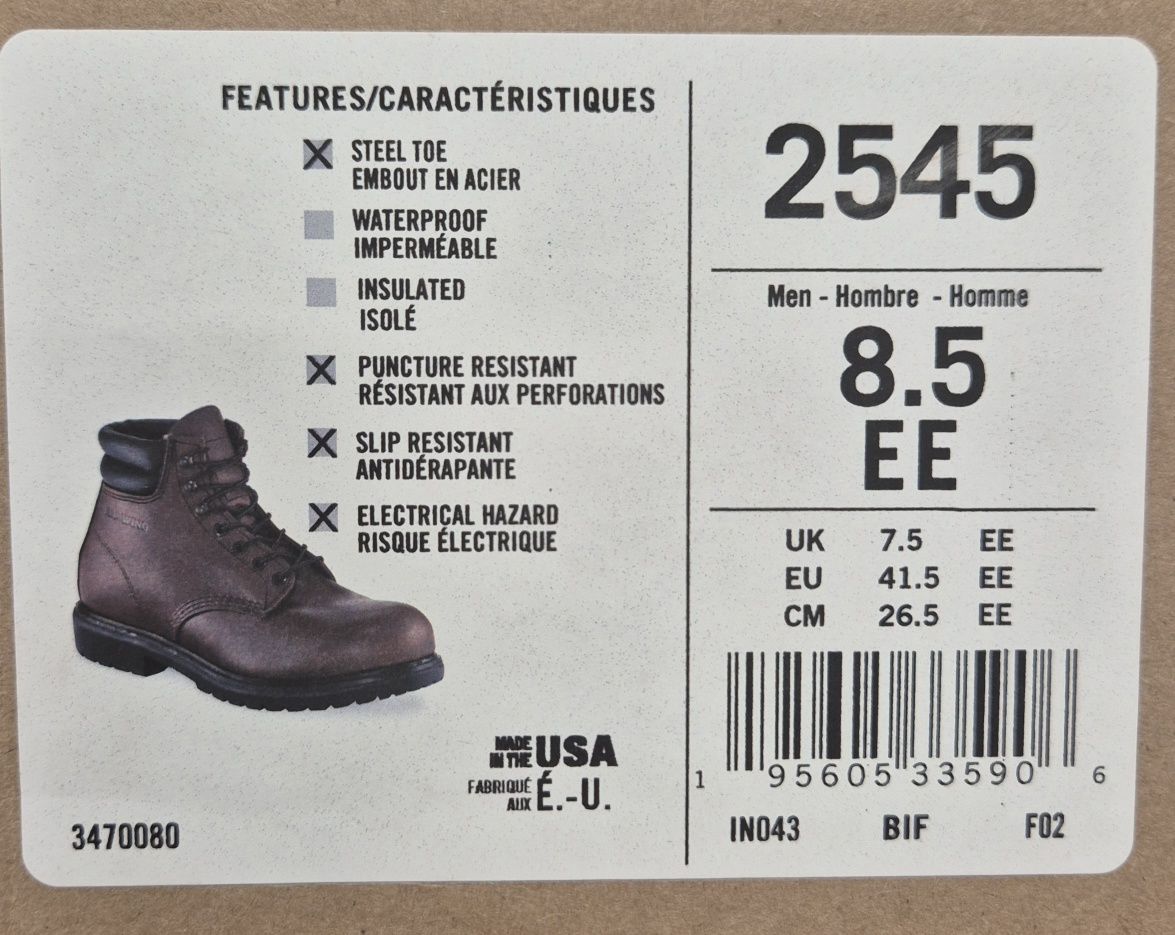 FEATURES/CARACTÉRISTIQUES
STEEL TOE
EMBOUT EN ACIER
WATERPROOF
IMPERMÉABLE
INSULATED
ISOLÉ
PUNCTURE RESISTANT
RÉSISTANT AUX PERFORATIONS
SLIP RESISTANT
ANTIDÉRAPANTE
ELECTRICAL HAZARD
RISQUE ÉLECTRIQUE
MADE
IN THE USA
FABRIQUÉ
AUX É.-U.
3470080
2545
Men - Hombre - Homme
8.5
EE
UK 7.5 EE
EU 41.5 EE
CM 26.5 EE
1 95605 33590 6
IN043 BIF F02